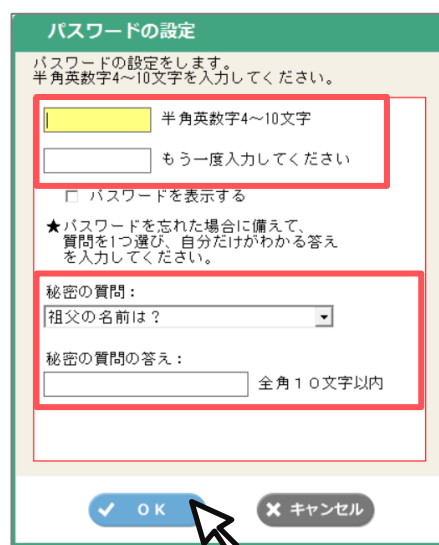 パスワードの設定
パスワードの設定をします。
半角英数字4～10文字を入力してください。
半角英数字4～10文字
もう一度入力してください
パスワードを表示する
★パスワードを忘れた場合に備えて、
質問を1つ選び、自分だけがわかる答え
を入力してください。
秘密の質問：
祖父の名前は？
秘密の質問の答え：
全角１０文字以内
OK
キャンセル